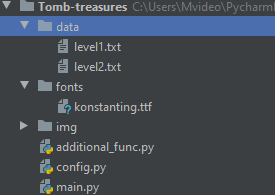 Tomb-treasures C:\Users\Mvideo\Pycharml
data
level1.txt
level2.txt
fonts
konstanting.ttf
img
additional_func.py
config.py
main.py